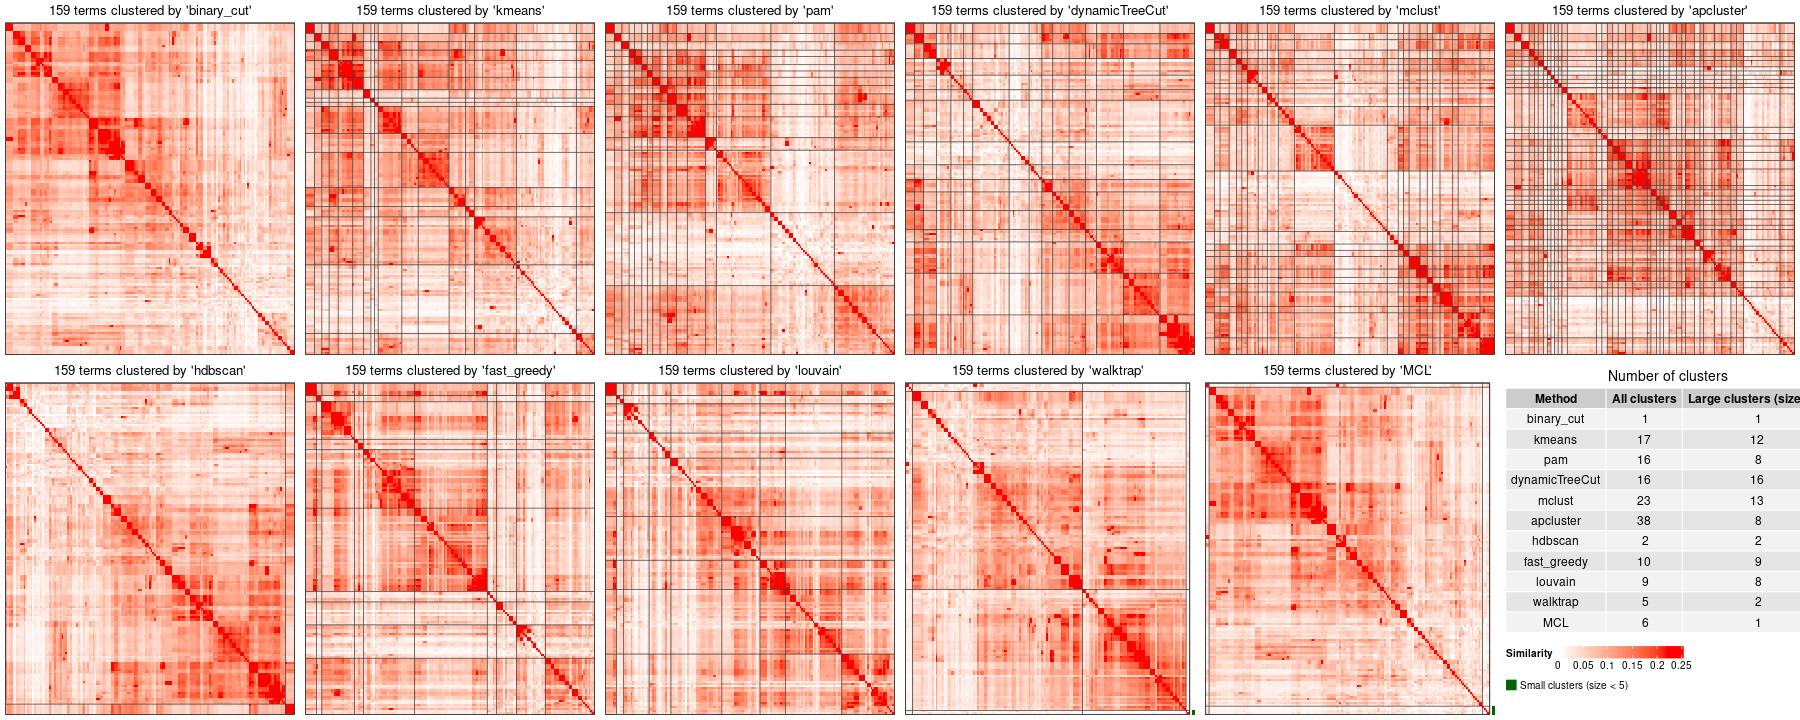 159 terms clustered by 'binary_cut'
159 terms clustered by 'kmeans'
159 terms clustered by 'pam'
159 terms clustered by 'dynamicTreeCut'
159 terms clustered by 'mclust'
159 terms clustered by 'apcluster'
159 terms clustered by 'hdbscan'
159 terms clustered by 'fast_greedy'
159 terms clustered by 'louvain'
159 terms clustered by 'walktrap'
159 terms clustered by 'MCL'
Number of clusters
Method All clusters Large clusters (size
binary_cut 1 1
kmeans 17 12
pam 16 8
dynamicTreeCut 16 16
mclust 23 13
apcluster 38 8
hdbscan 2 2
fast_greedy 10 9
louvain 9 8
walktrap 5 2
MCL 6 1
Similarity
0 0.05 0.1 0.15 0.2 0.25
Small clusters (size < 5)